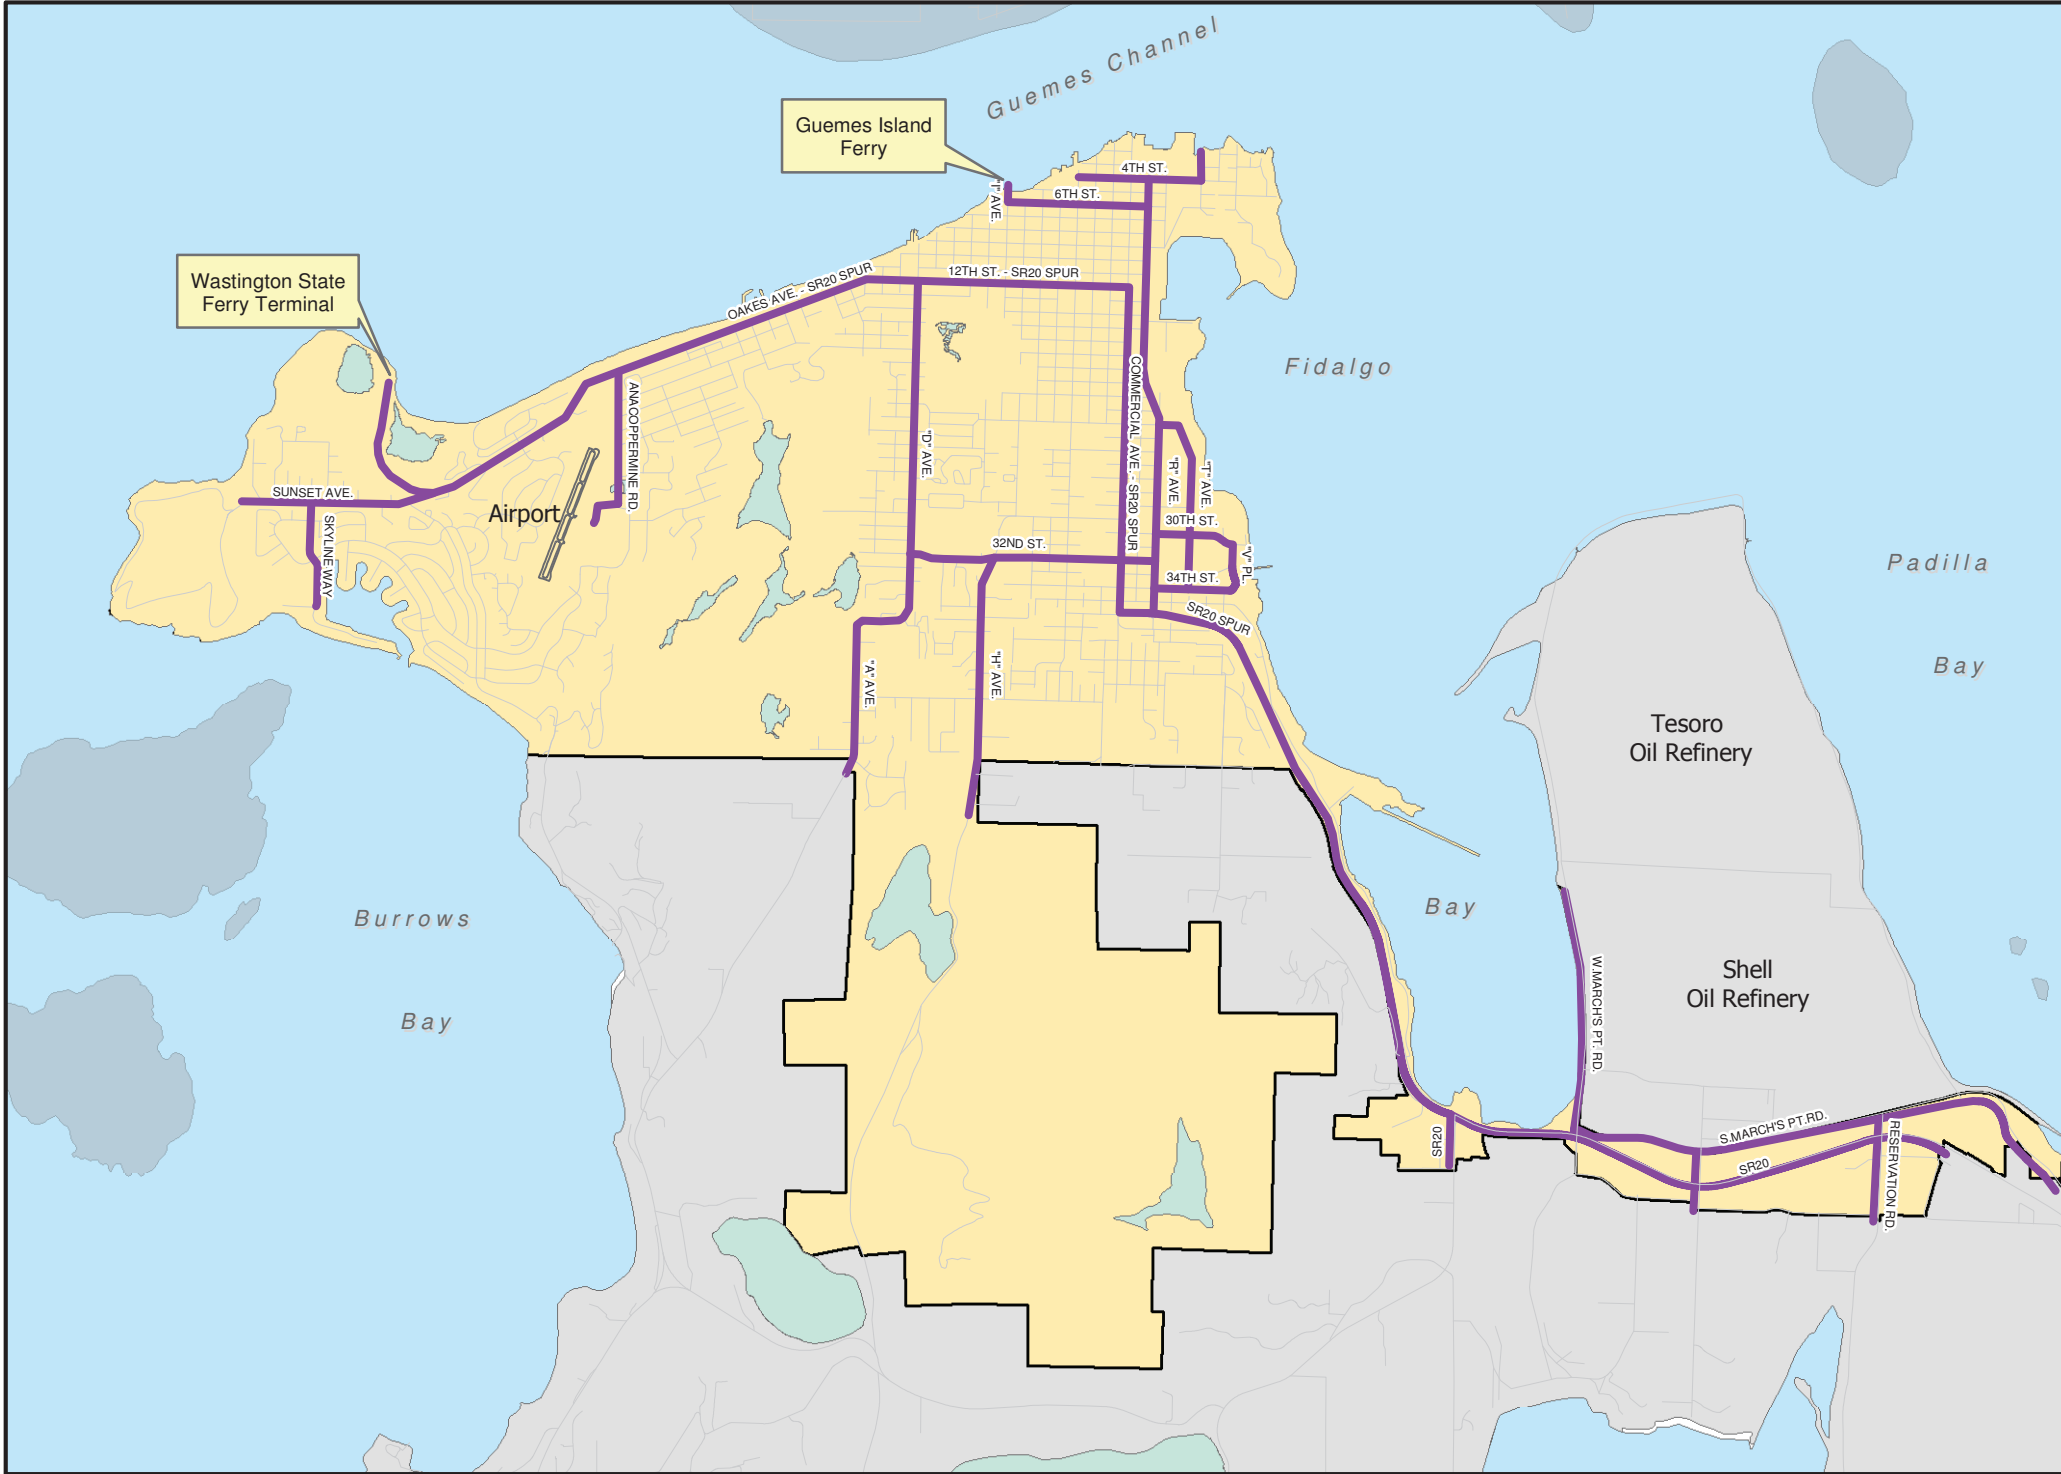 Guemes Channel
Guemes Island
Ferry
4TH ST.
"I" AVE.
6TH ST.
Wastington State
Ferry Terminal
OAKES AVE. - SR20 SPUR
12TH ST. - SR20 SPUR
Fidalgo
ANACOPPERMINE RD.
COMMERCIAL AVE. - SR20 SPUR
"D" AVE.
"R" AVE.
"T" AVE.
SUNSET AVE.
SKYLINE WAY
Airport
30TH ST.
32ND ST.
"V" PL.
34TH ST.
Padilla
Bay
SR20 SPUR
"A" AVE.
"H" AVE.
Tesoro
Oil Refinery
Burrows
Bay
Bay
Shell
Oil Refinery
W.MARCH'S PT. RD.
SR20
S.MARCH'S PT.RD.
SR20
RESERVATION RD.